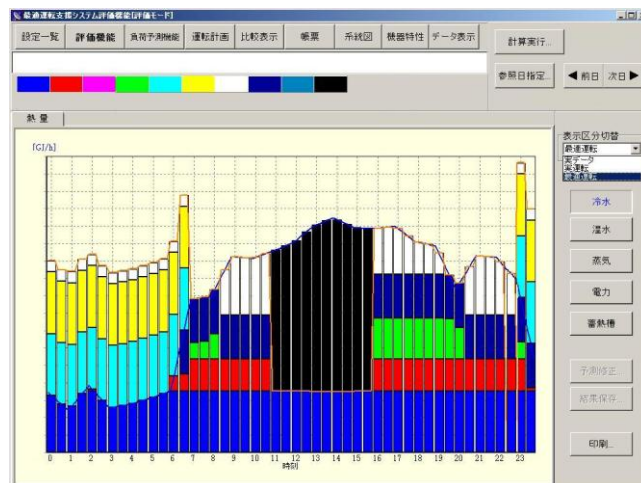 最適運転支援システム評価機能[評価モード]
設定一覧 評価機能 負荷予測機能 運転計画 比較表示 帳票 系統図 機器特性 データ表示
計算実行...
参照日指定... ◀前日 次日▶
熱量
表示区分切替
最適運転
実データ
実運転
最適運転
[GJ/h]
冷水
温水
蒸気
電力
蓄熱槽
予測修正...
結果保存...
印刷...
0 1 2 3 4 5 6 7 8 9 10 11 12 13 14 15 16 17 18 19 20 21 22 23
時刻